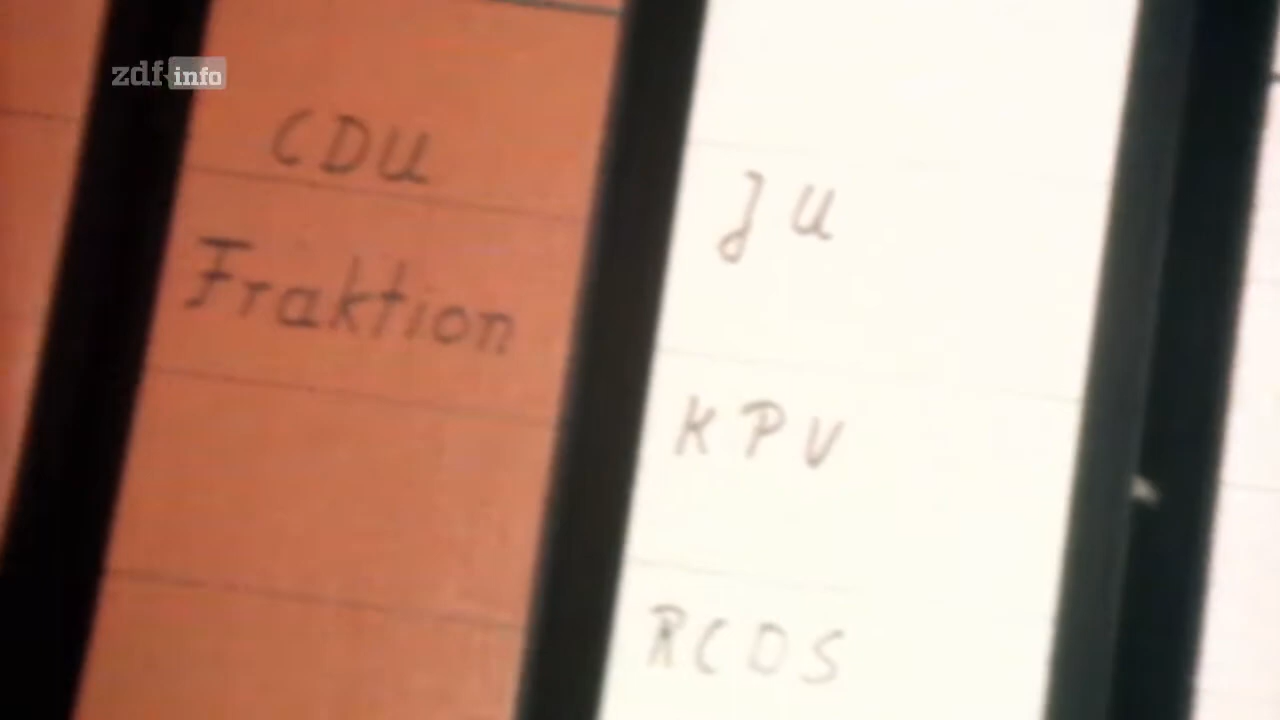 zdf info
CDU
Fraktion
JU
KPV
RCDS